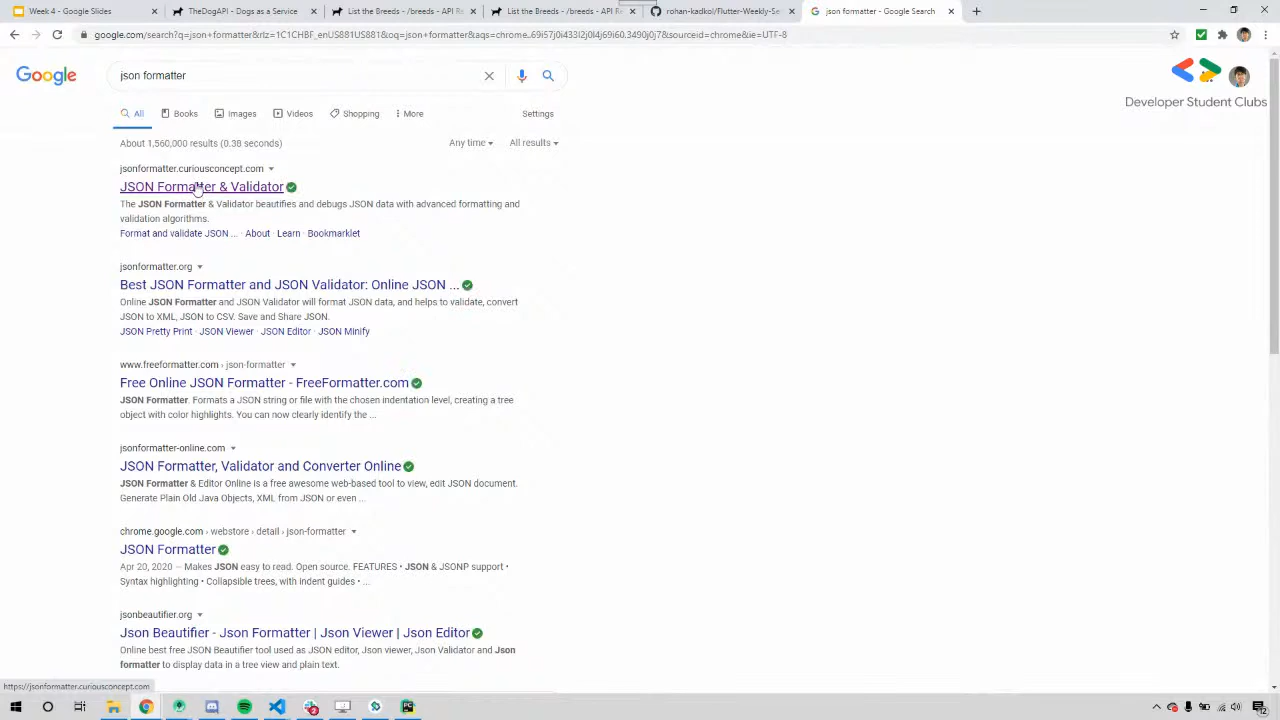 Week 4 - Google Slides
TheDogAPI - Dogs as a Service
List the Breeds - /breeds - API Re
List the Breeds - /breeds - API Re
rohan-kadkol/Flutter-Weekly-Se
json formatter - Google Search
google.com/search?q=json+formatter&rlz=1C1CHBF_enUS881US881&oq=json+formatter&aqs=chrome..69i57j0i433l2j0l4j69i60.3490j0j7&sourceid=chrome&ie=UTF-8
Google
json formatter
Developer Student Clubs
All
Books
Images
Videos
Shopping
More
Settings
About 1,560,000 results (0.38 seconds)
Any time
All results
jsonformatter.curiousconcept.com
JSON Formatter & Validator
The JSON Formatter & Validator beautifies and debugs JSON data with advanced formatting and
validation algorithms.
Format and validate JSON ... · About · Learn · Bookmarklet
jsonformatter.org
Best JSON Formatter and JSON Validator: Online JSON ...
Online JSON Formatter and JSON Validator will format JSON data, and helps to validate, convert
JSON to XML, JSON to CSV. Save and Share JSON.
JSON Pretty Print · JSON Viewer · JSON Editor · JSON Minify
www.freeformatter.com › json-formatter
Free Online JSON Formatter - FreeFormatter.com
JSON Formatter. Formats a JSON string or file with the chosen indentation level, creating a tree
object with color highlights. You can now clearly identify the ...
jsonformatter-online.com
JSON Formatter, Validator and Converter Online
JSON Formatter & Editor Online is a free awesome web-based tool to view, edit JSON document.
Generate Plain Old Java Objects, XML from JSON or even ...
chrome.google.com › webstore › detail › json-formatter
JSON Formatter
Apr 20, 2020 — Makes JSON easy to read. Open source. FEATURES • JSON & JSONP support •
Syntax highlighting • Collapsible trees, with indent guides • ...
jsonbeautifier.org
Json Beautifier - Json Formatter | Json Viewer | Json Editor
Online best free JSON Beautifier tool used as JSON editor, Json viewer, Json Validator and Json
formatter to display data in a tree view and plain text.
https://jsonformatter.curiousconcept.com